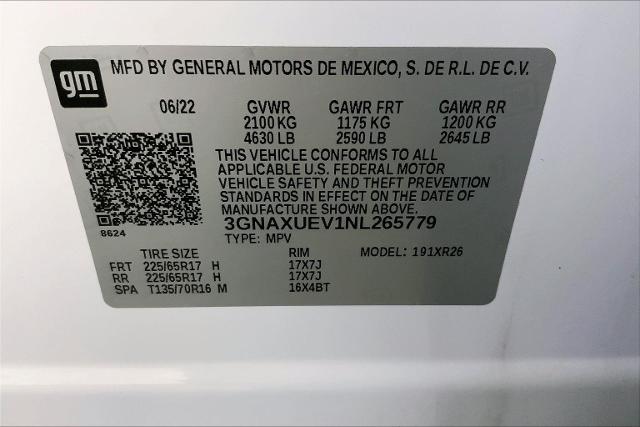 gm
MFD BY GENERAL MOTORS DE MEXICO, S. DE R.L. DE C.V.
06/22 GVWR GAWR FRT GAWR RR
2100 KG 1175 KG 1200 KG
4630 LB 2590 LB 2645 LB
THIS VEHICLE CONFORMS TO ALL
APPLICABLE U.S. FEDERAL MOTOR
VEHICLE SAFETY AND THEFT PREVENTION
STANDARDS IN EFFECT ON THE DATE OF
MANUFACTURE SHOWN ABOVE.
8624 3GNAXUEV1NL265779
TYPE: MPV MODEL: 191XR26
TIRE SIZE RIM
FRT 225/65R17 H 17X7J
RR 225/65R17 H 17X7J
SPA T135/70R16 M 16X4BT